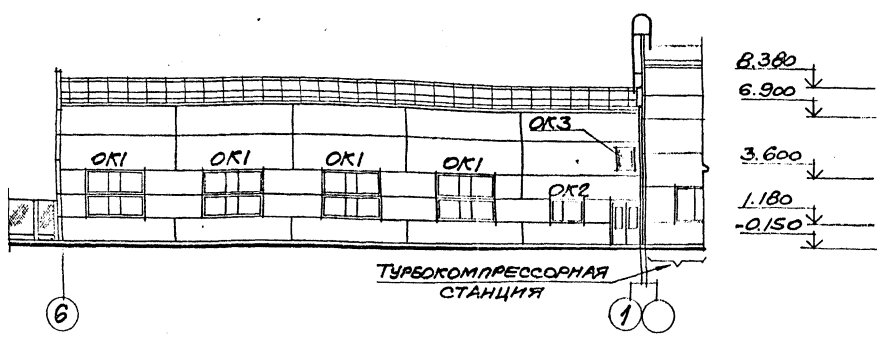 8.380
6.900
ОК3
ОК1 ОК1 ОК1 ОК1
3.600
ОК2
1.180
-0.150
ТУРБОКОМПРЕССОРНАЯ
СТАНЦИЯ
6 1